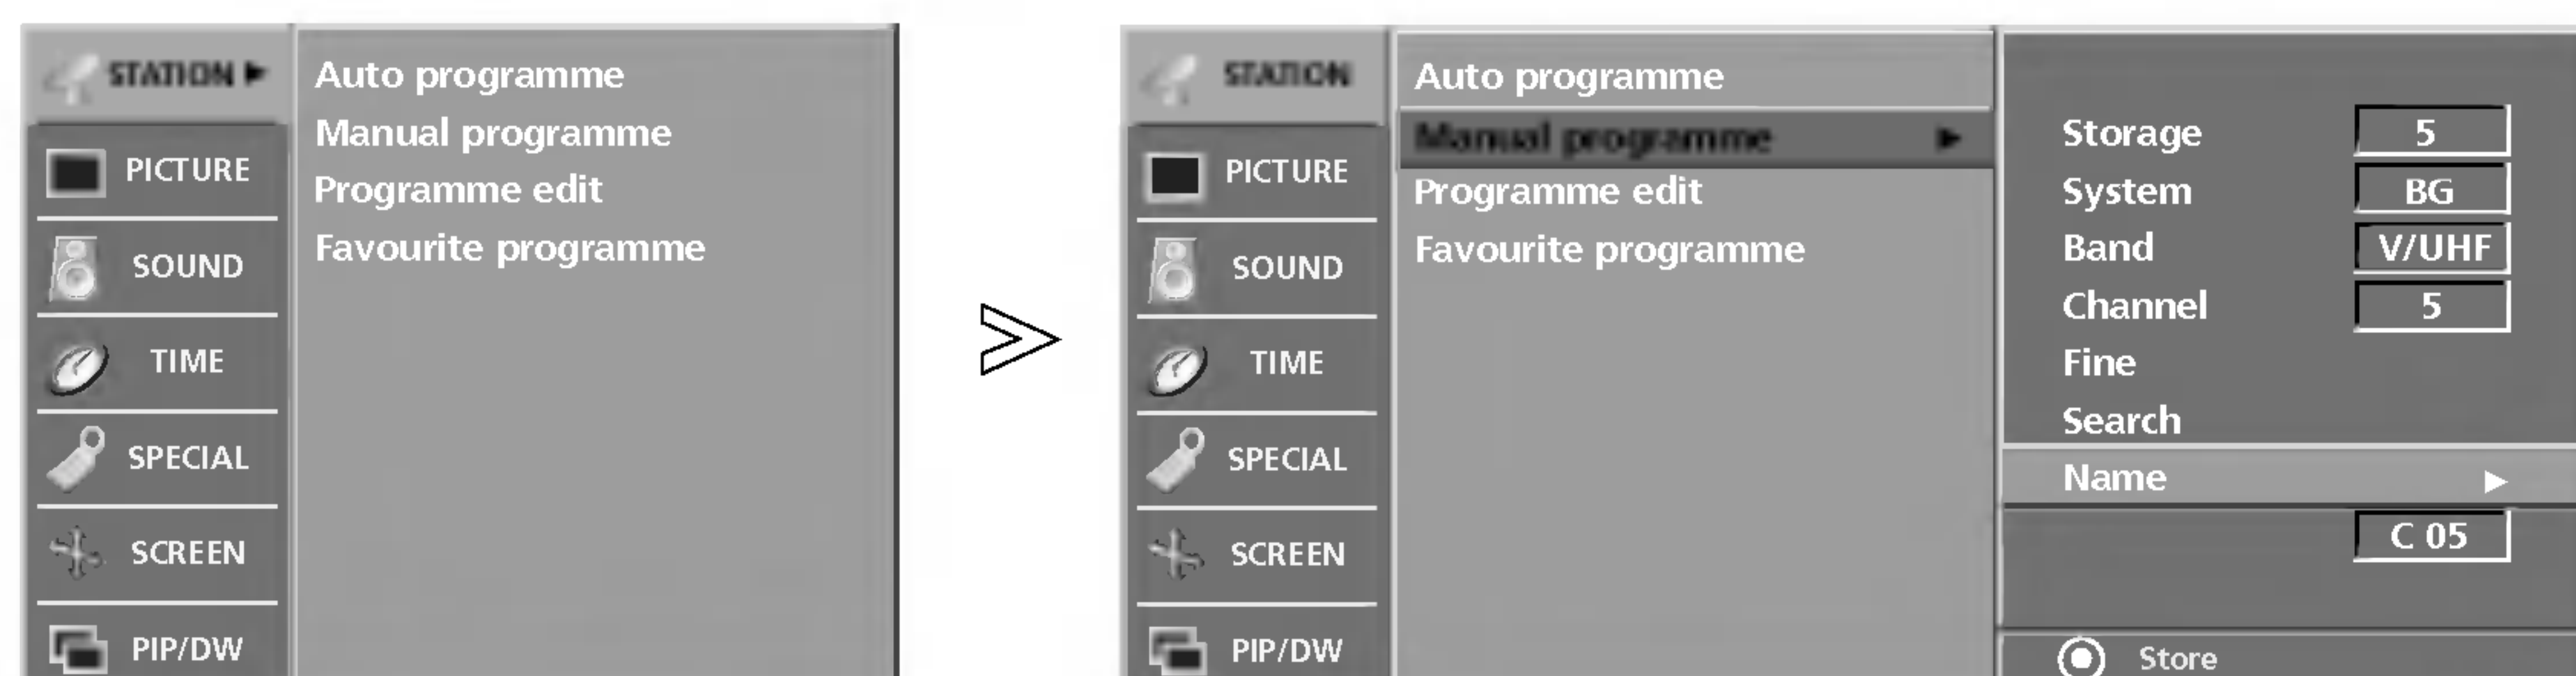 STATION ▶
PICTURE
SOUND
TIME
SPECIAL
SCREEN
PIP/DW
Auto programme
Manual programme
Programme edit
Favourite programme
STATION
PICTURE
SOUND
TIME
SPECIAL
SCREEN
PIP/DW
Auto programme
Manual programme ▶
Programme edit
Favourite programme
Storage 5
System BG
Band V/UHF
Channel 5
Fine
Search
Name ▶
C 05
Store